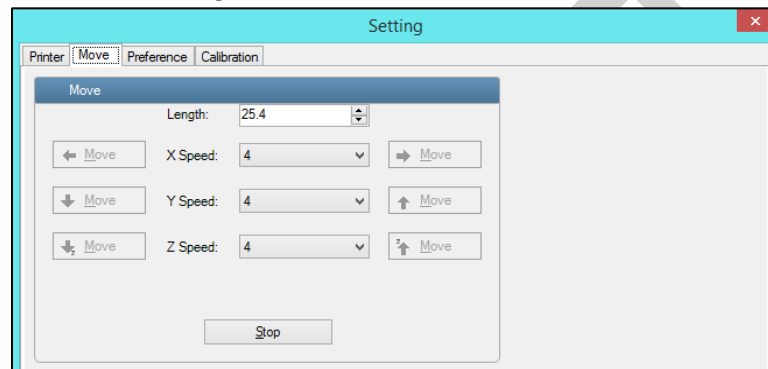 Setting
Printer Move Preference Calibration
Move
Length: 25.4
Move X Speed: 4 Move
Move Y Speed: 4 Move
z Move Z Speed: 4 z Move
Stop